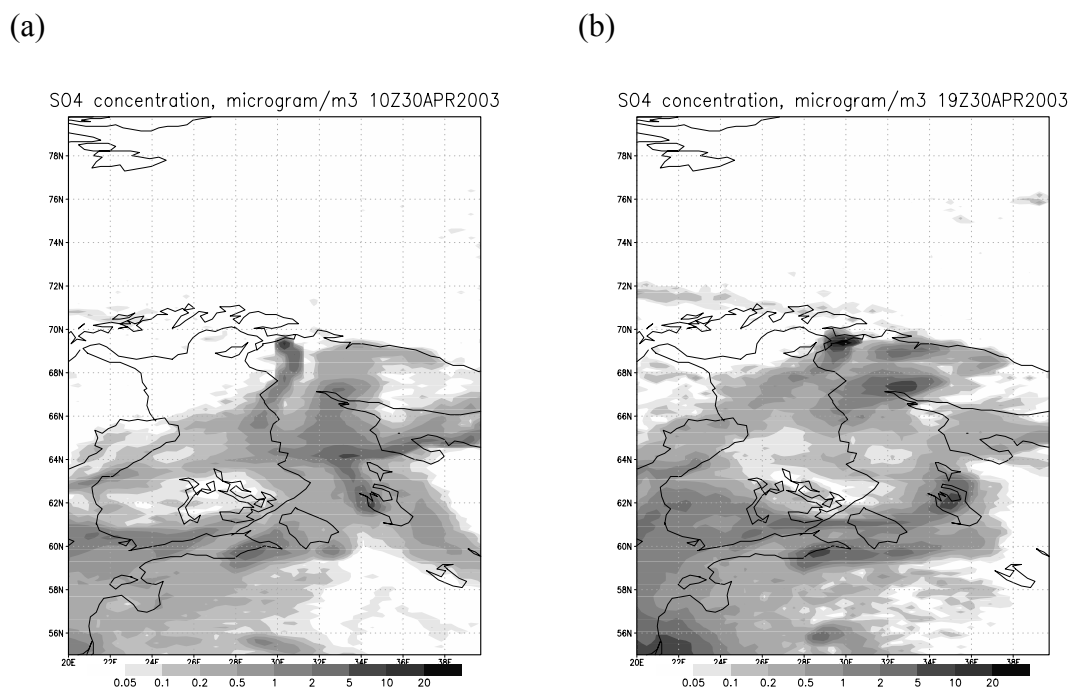 (a)
(b)
SO4 concentration, microgram/m3 10Z30APR2003
78N
76N
74N
72N
70N
68N
66N
64N
62N
60N
58N
56N
20E 22E 24E 26E 28E 30E 32E 34E 36E 38E
0.05 0.1 0.2 0.5 1 2 5 10 20
SO4 concentration, microgram/m3 19Z30APR2003
78N
76N
74N
72N
70N
68N
66N
64N
62N
60N
58N
56N
20E 22E 24E 26E 28E 30E 32E 34E 36E 38E
0.05 0.1 0.2 0.5 1 2 5 10 20